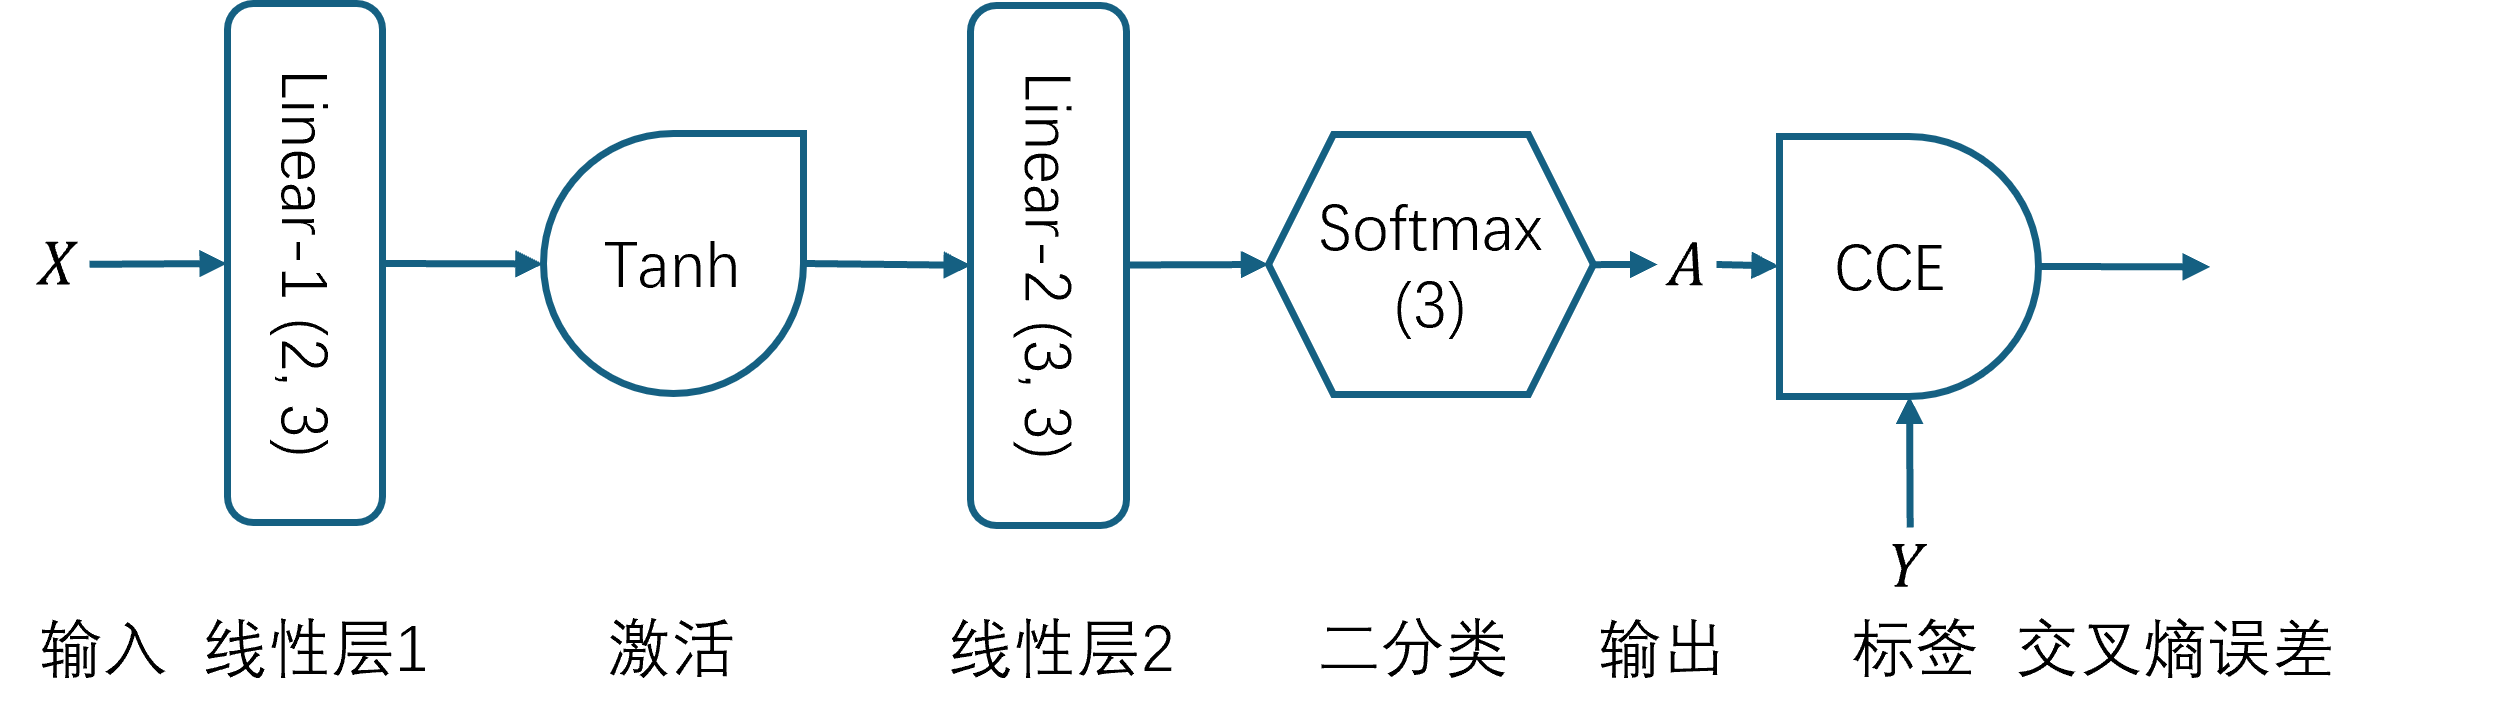 X
Linear-1 (2, 3)
Tanh
Linear-2 (3, 3)
Softmax
(3)
A
CCE
Y
输入 线性层1 激活 线性层2 二分类 输出 标签 交叉熵误差